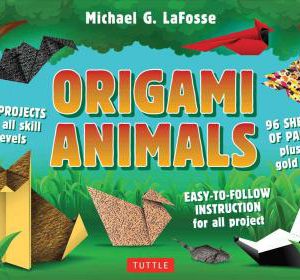 Michael G. LaFosse
ORIGAMI
ANIMALS
PROJECTS
all skill
levels
96 SHE
OF PA
plus
gold
EASY-TO-FOLLOW
INSTRUCTION
for all project
TUTTLE